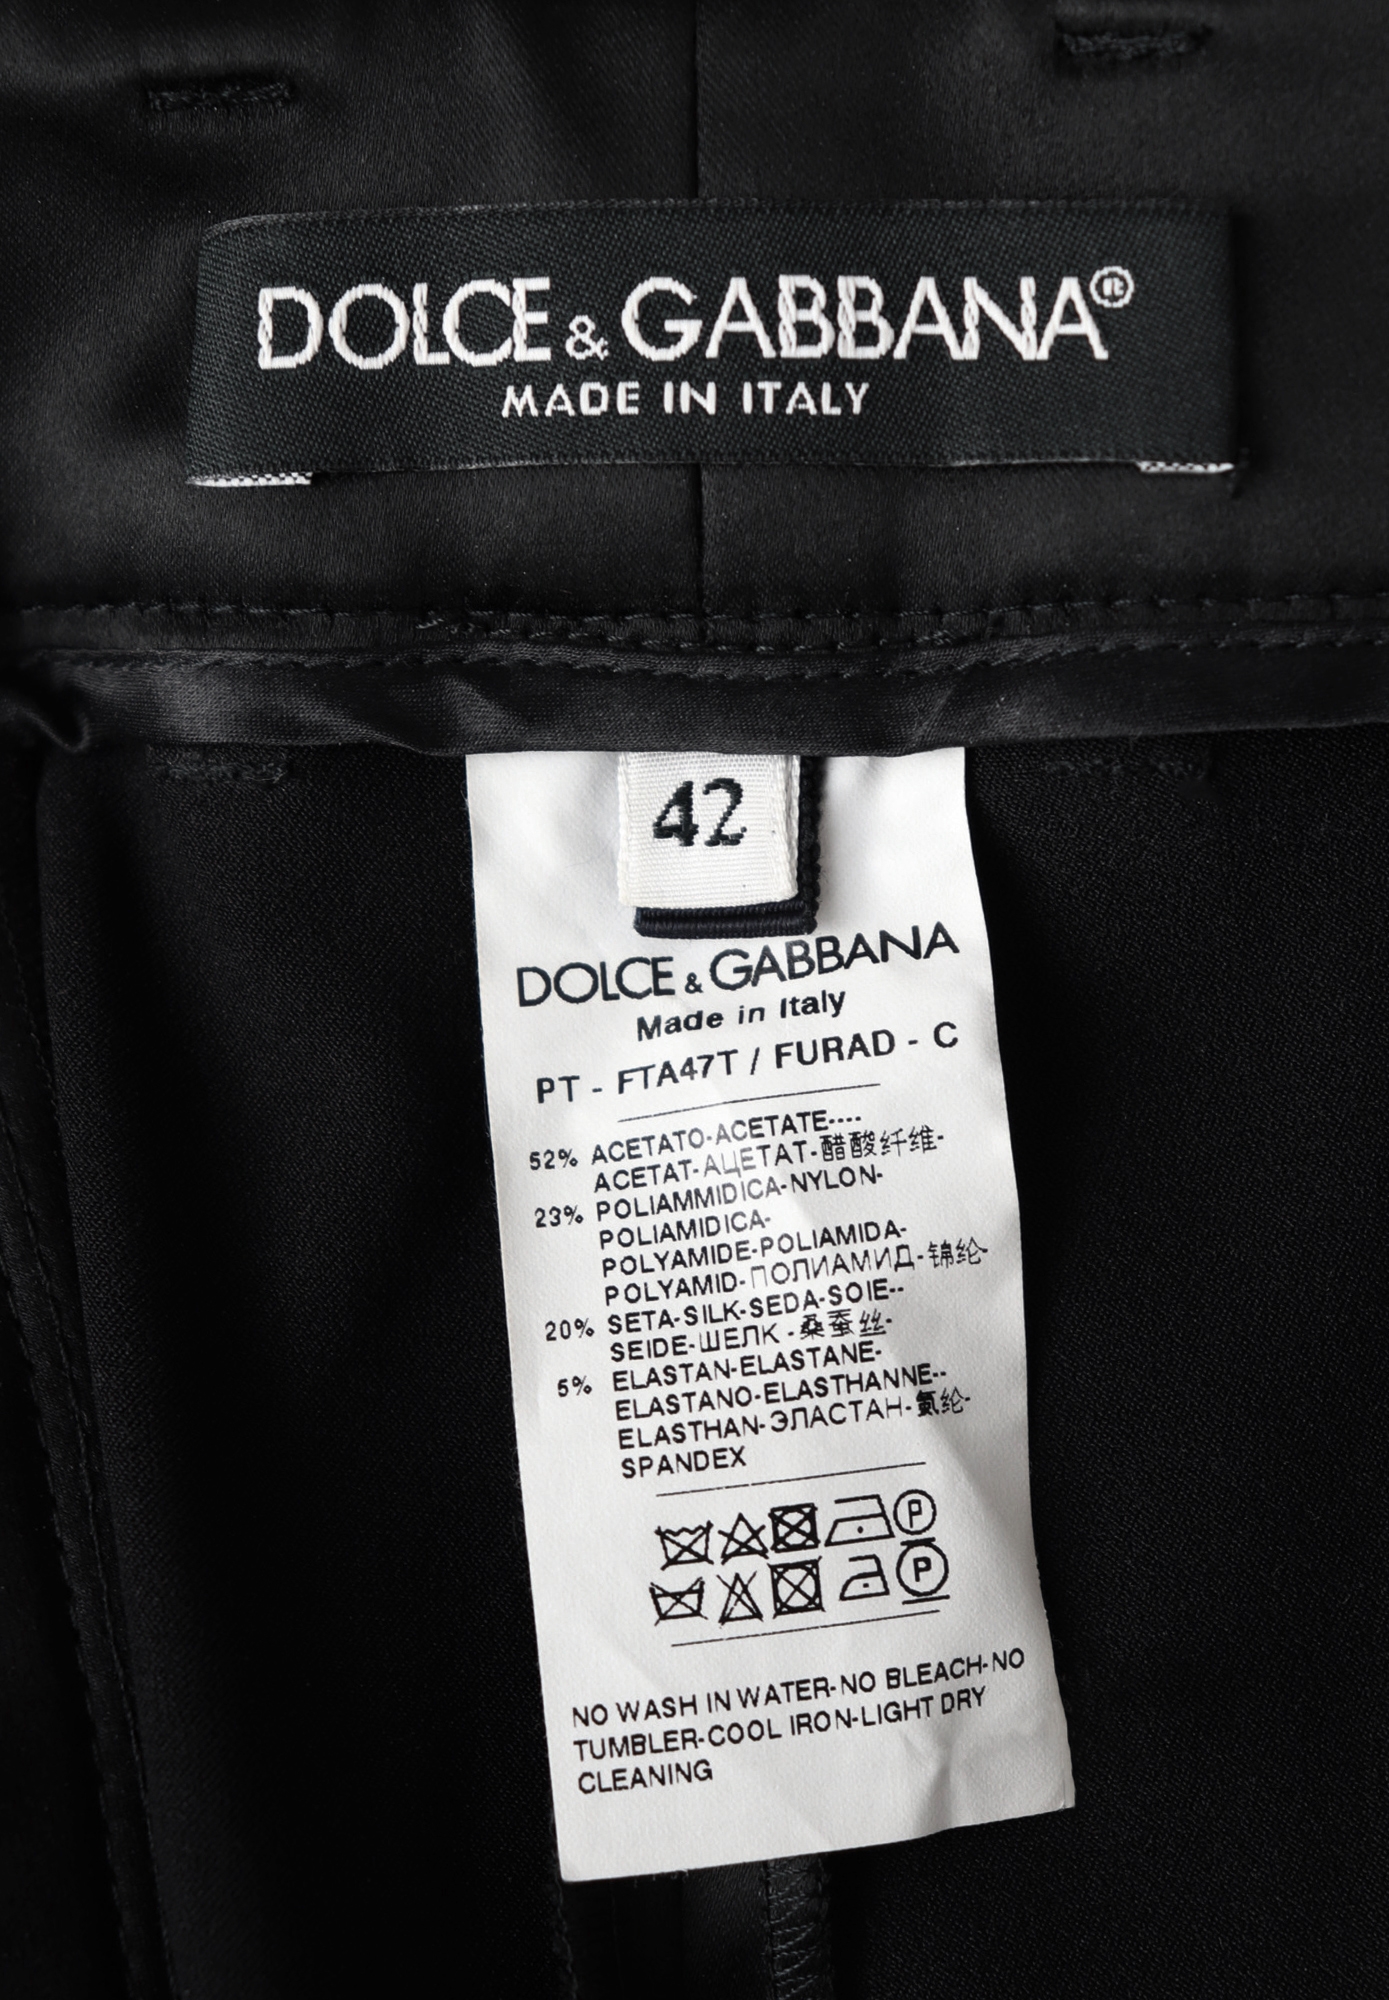 DOLCE & GABBANA®
MADE IN ITALY
42
DOLCE & GABBANA
Made in Italy
PT - FTA47T / FURAD - C
52% ACETATO-ACETATE----
ACETAT-АЦЕТАТ-醋酸纤维-
23% POLIAMMIDICA-NYLON-
POLIAMIDICA-
POLYAMIDE-POLIAMIDA-
POLYAMID-ПОЛИАМИД-锦纶-
20% SETA-SILK-SEDA-SOIE--
SEIDE-ШЕЛК-桑蚕丝-
5% ELASTAN-ELASTANE-
ELASTANO-ELASTHANNE--
ELASTHAN-ЭЛАСТАН-氨纶-
SPANDEX
P
P
NO WASH IN WATER-NO BLEACH-NO
TUMBLER-COOL IRON-LIGHT DRY
CLEANING